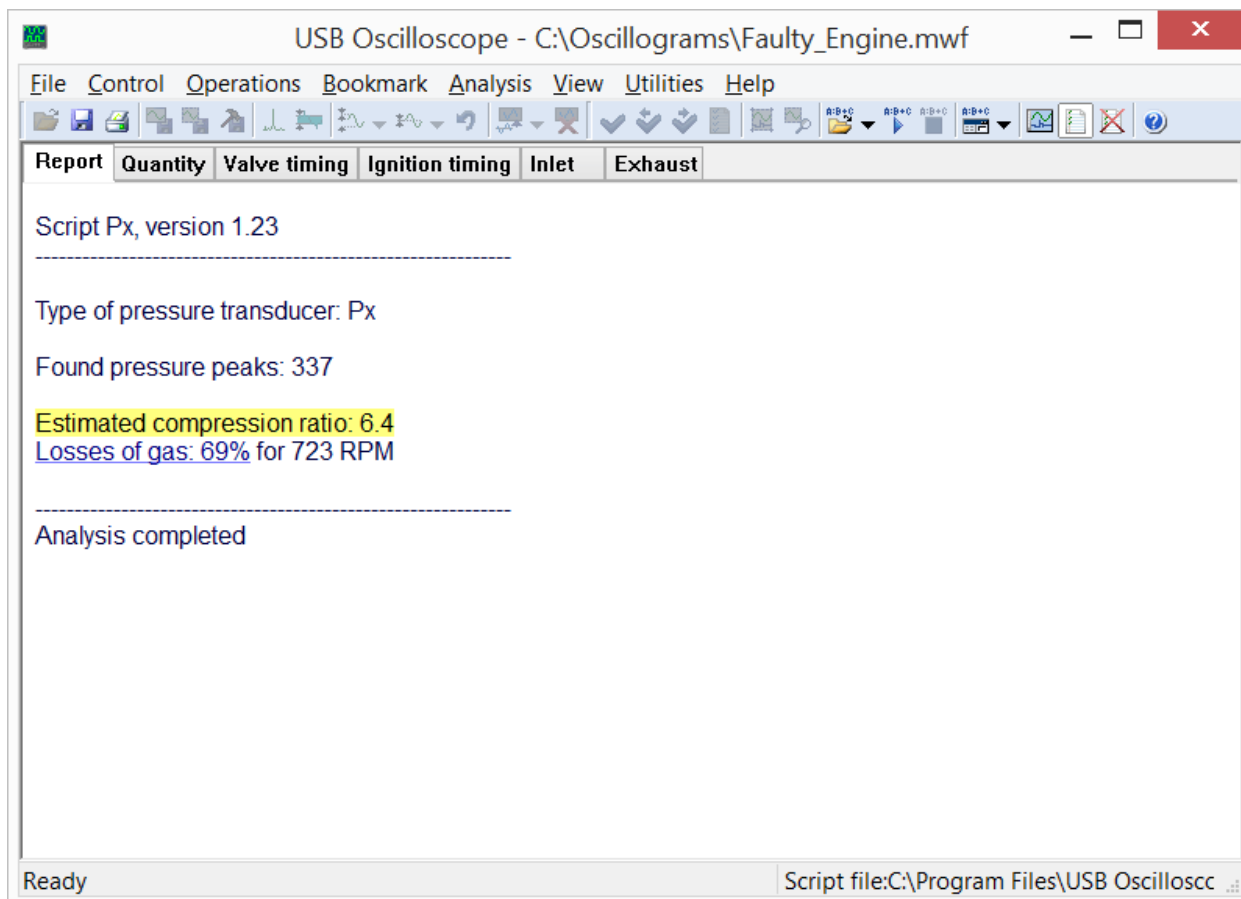 USB Oscilloscope - C:\Oscillograms\Faulty_Engine.mwf
File Control Operations Bookmark Analysis View Utilities Help
A:B+C A:B+C A:B+C A:B+C
Report Quantity Valve timing Ignition timing Inlet Exhaust
Script Px, version 1.23
-------------------------------------------------------------
Type of pressure transducer: Px
Found pressure peaks: 337
Estimated compression ratio: 6.4
Losses of gas: 69% for 723 RPM
-------------------------------------------------------------
Analysis completed
Ready Script file:C:\Program Files\USB Oscilloscc